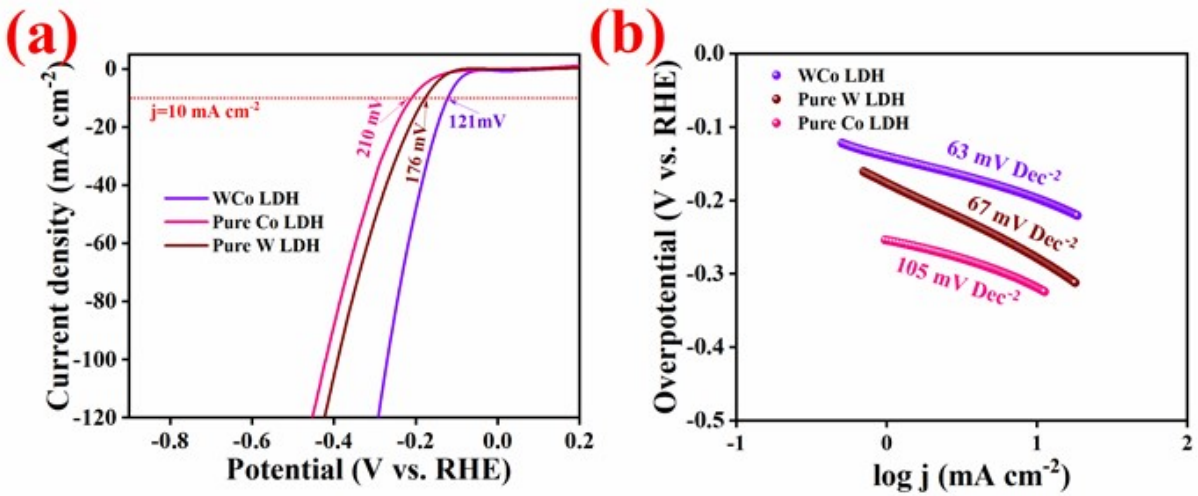 (a)
Current density (mA cm⁻²)
0
-20
-40
-60
-80
-100
-120
j=10 mA cm⁻²
210 mV
176 mV
121mV
WCo LDH
Pure Co LDH
Pure W LDH
-0.8
-0.6
-0.4
-0.2
0.0
0.2
Potential (V vs. RHE)
(b)
Overpotential (V vs. RHE)
0.0
-0.1
-0.2
-0.3
-0.4
-0.5
WCo LDH
Pure W LDH
Pure Co LDH
63 mV Dec⁻²
67 mV Dec⁻²
105 mV Dec⁻²
-1
0
1
2
log j (mA cm⁻²)